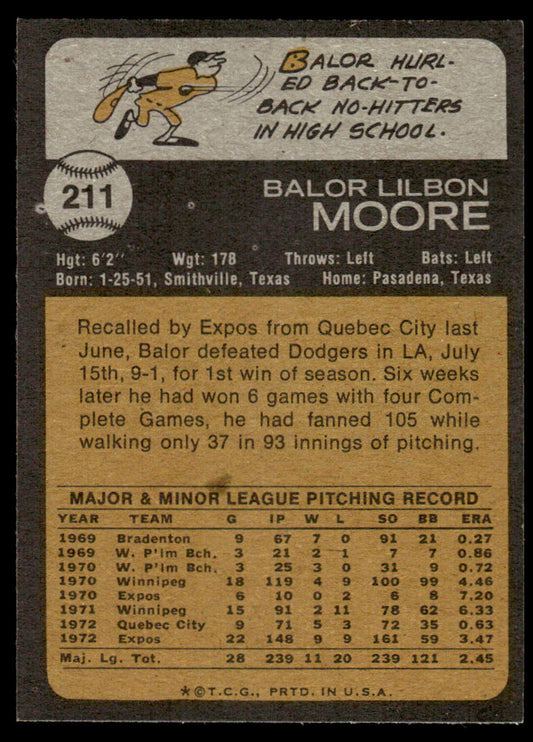 BALOR HURL-
ED BACK-TO-
BACK NO-HITTERS
IN HIGH SCHOOL.
211
BALOR LILBON
MOORE
Hgt: 6'2" Wgt: 178 Throws: Left Bats: Left
Born: 1-25-51, Smithville, Texas Home: Pasadena, Texas
Recalled by Expos from Quebec City last
June, Balor defeated Dodgers in LA, July
15th, 9-1, for 1st win of season. Six weeks
later he had won 6 games with four Com-
plete Games, he had fanned 105 while
walking only 37 in 93 innings of pitching.
MAJOR & MINOR LEAGUE PITCHING RECORD
YEAR TEAM G IP W L SO BB ERA
1969 Bradenton 9 67 7 0 91 21 0.27
1969 W. P'lm Bch. 3 21 2 1 7 7 0.86
1970 W. P'lm Bch. 3 25 3 0 31 9 0.72
1970 Winnipeg 18 119 4 9 100 99 4.46
1970 Expos 6 10 0 2 6 8 7.20
1971 Winnipeg 15 91 2 11 78 62 6.33
1972 Quebec City 9 71 5 3 72 35 0.63
1972 Expos 22 148 9 9 161 59 3.47
Maj. Lg. Tot. 28 239 11 20 239 121 2.45
*©T.C.G., PRTD. IN U.S.A.